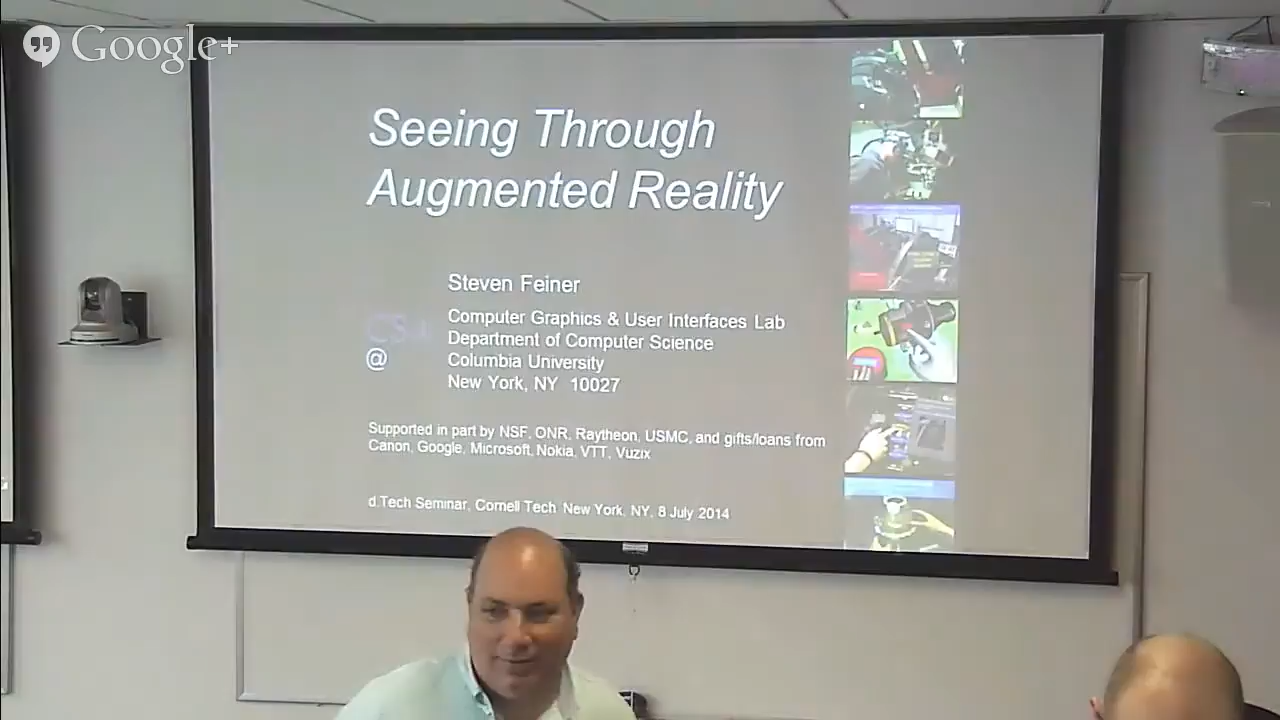 Google+
Seeing Through
Augmented Reality
Steven Feiner
Computer Graphics & User Interfaces Lab
Department of Computer Science
@
Columbia University
New York, NY 10027
Supported in part by NSF, ONR, Raytheon, USMC, and gifts/loans from
Canon, Google, Microsoft, Nokia, VTT, Vuzix
d.Tech Seminar, Cornell Tech, New York, NY, 8 July 2014